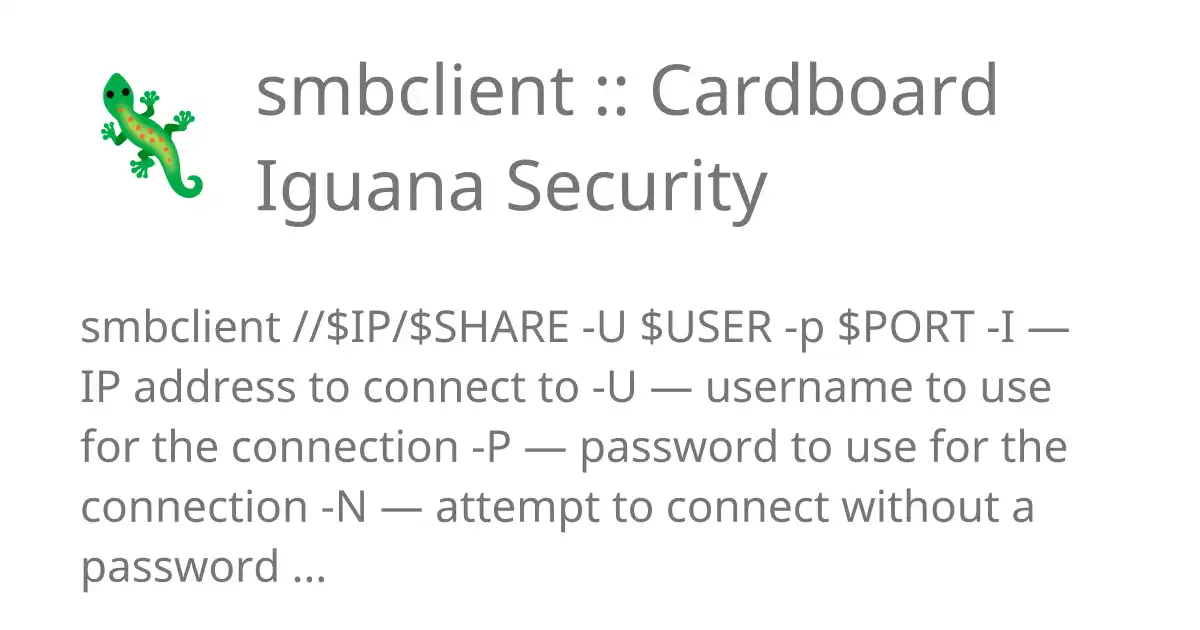 smbclient :: Cardboard
Iguana Security
smbclient //$IP/$SHARE -U $USER -p $PORT -I —
IP address to connect to -U — username to use
for the connection -P — password to use for the
connection -N — attempt to connect without a
password ...